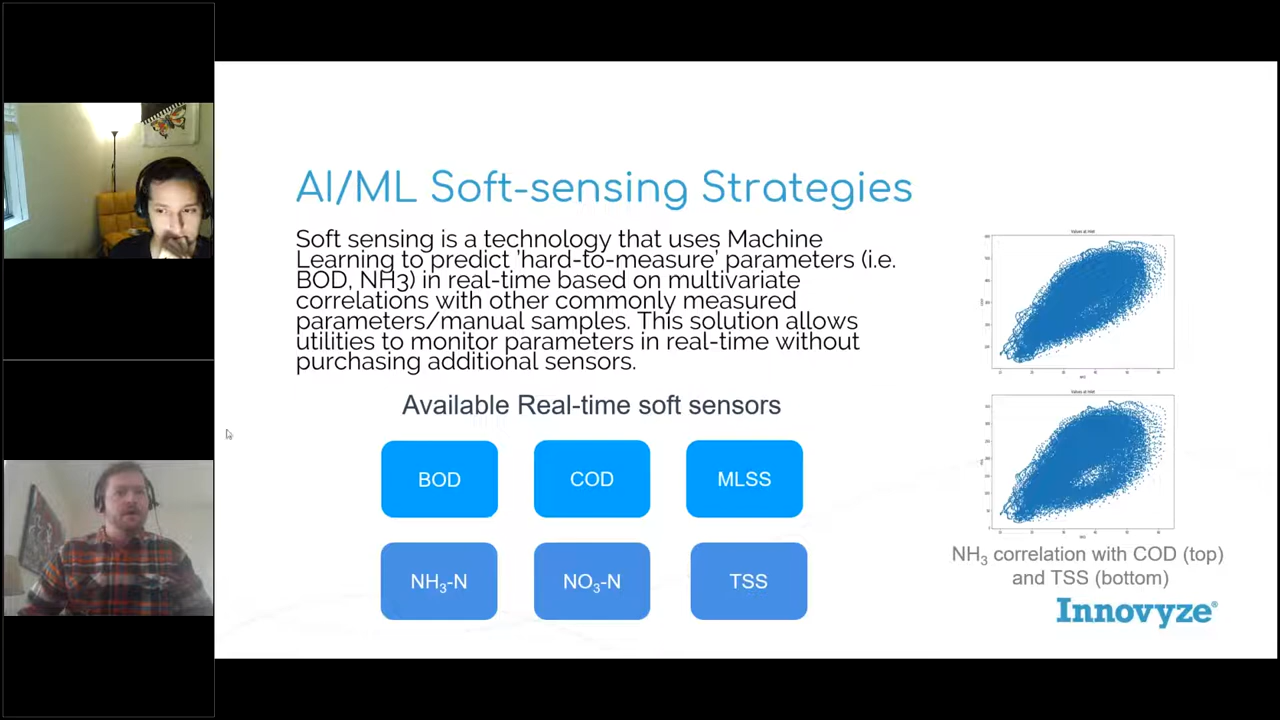 AI/ML Soft-sensing Strategies
Soft sensing is a technology that uses Machine
Learning to predict 'hard-to-measure' parameters (i.e.
BOD, NH3) in real-time based on multivariate
correlations with other commonly measured
parameters/manual samples. This solution allows
utilities to monitor parameters in real-time without
purchasing additional sensors.
Available Real-time soft sensors
BOD
COD
MLSS
NH₃-N
NO₃-N
TSS
NH₃ correlation with COD (top)
and TSS (bottom)
Innovyze®